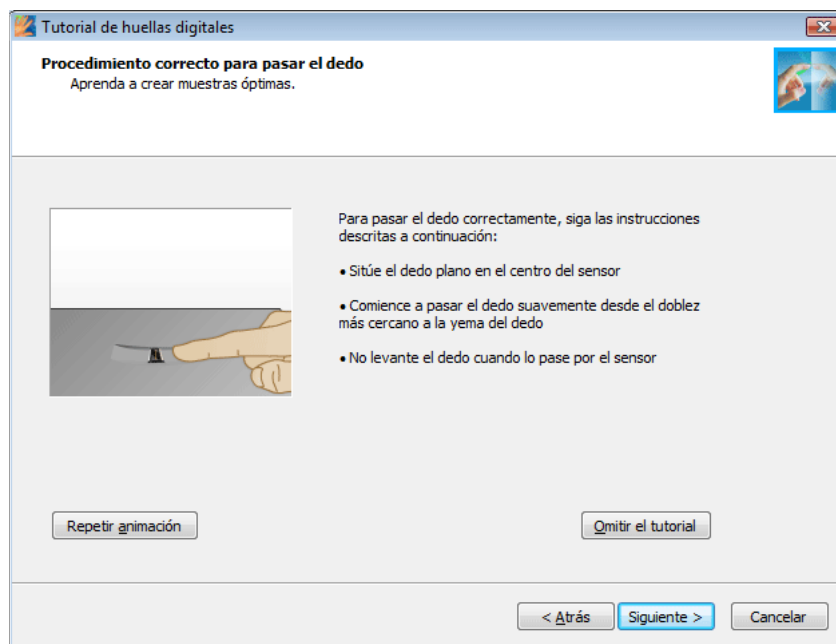 Tutorial de huellas digitales
Procedimiento correcto para pasar el dedo
Aprenda a crear muestras óptimas.
Para pasar el dedo correctamente, siga las instrucciones
descritas a continuación:
• Sitúe el dedo plano en el centro del sensor
• Comience a pasar el dedo suavemente desde el doblez
más cercano a la yema del dedo
• No levante el dedo cuando lo pase por el sensor
Repetir animación
Omitir el tutorial
< Atrás
Siguiente >
Cancelar